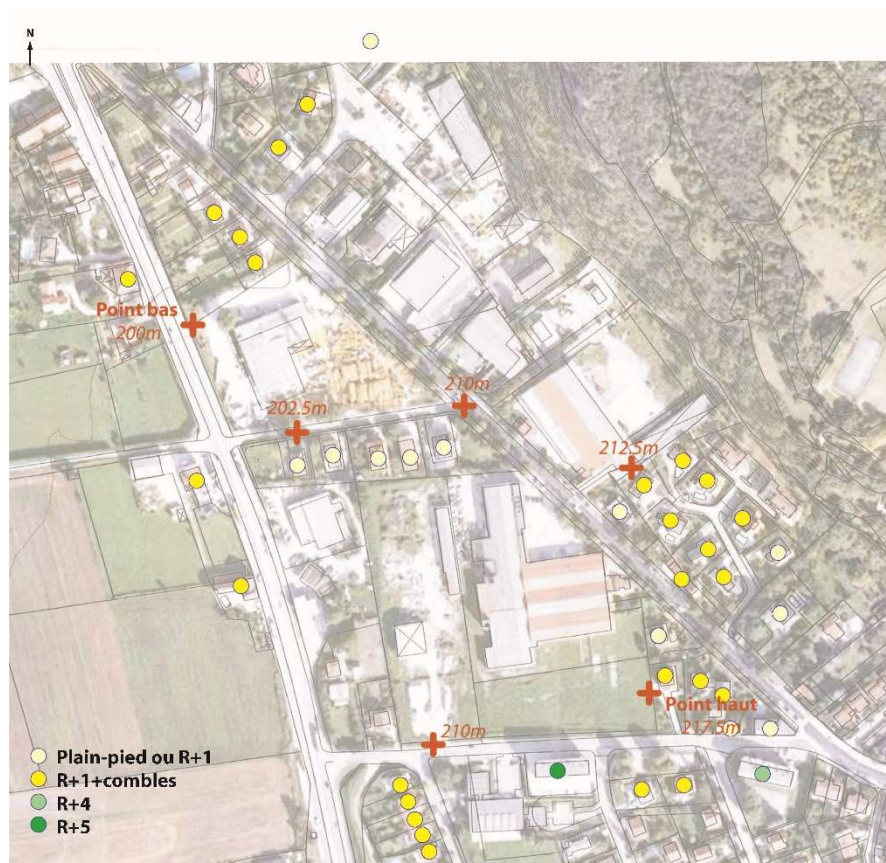 N
Point bas
200m
210m
202.5m
212.5m
Point haut
217.5m
210m
Plain-pied ou R+1
R+1+combles
R+4
R+5